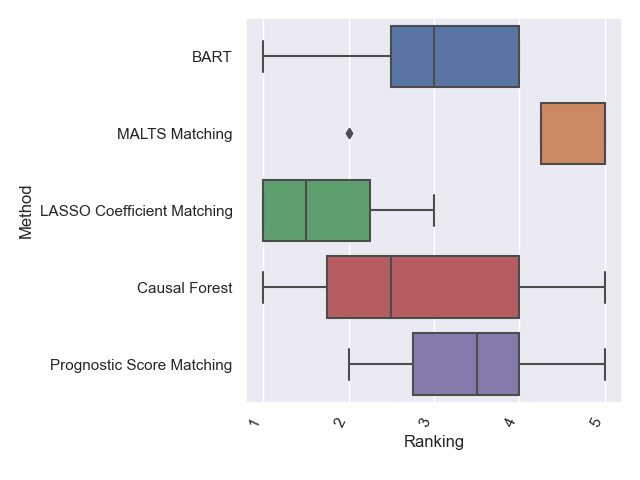 BART
MALTS Matching
LASSO Coefficient Matching
Causal Forest
Prognostic Score Matching
Method
1 2 3 4 5
Ranking